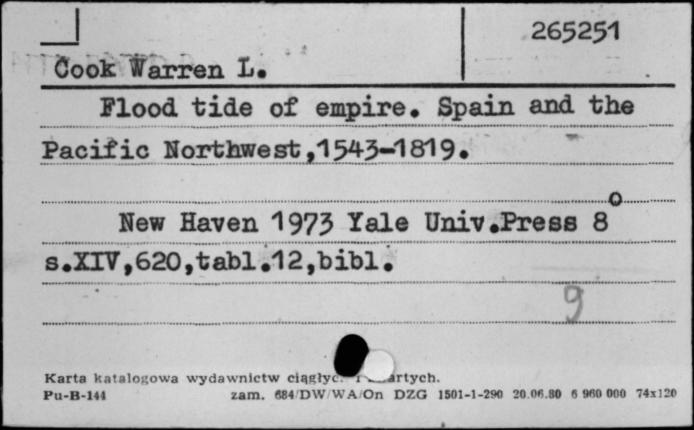 265251
Cook Warren L.
Flood tide of empire. Spain and the
Pacific Northwest,1543-1819.
New Haven 1973 Yale Univ.Press 8°
s.XIV,620,tabl.12,bibl.
9
Karta katalogowa wydawnictw
Pu-B-144 zam. 684/DW/WA/On DZG 1501-1-290 20.06.80 6 960 000 74x120